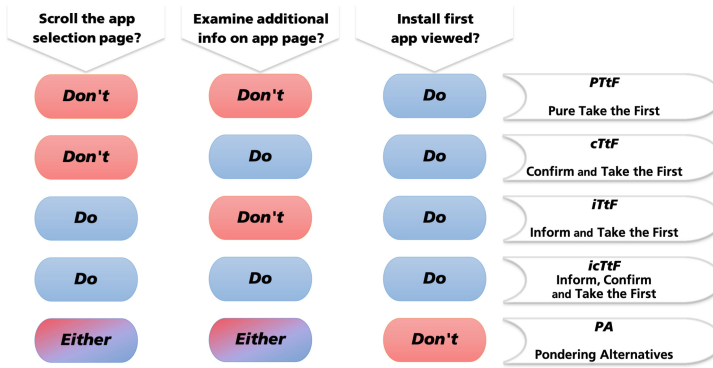 Scroll the app
selection page?
Examine additional
info on app page?
Install first
app viewed?
Don't
Don't
Do
PTtF
Pure Take the First
Don't
Do
Do
cTtF
Confirm and Take the First
Do
Don't
Do
iTtF
Inform and Take the First
Do
Do
Do
icTtF
Inform, Confirm
and Take the First
Either
Either
Don't
PA
Pondering Alternatives